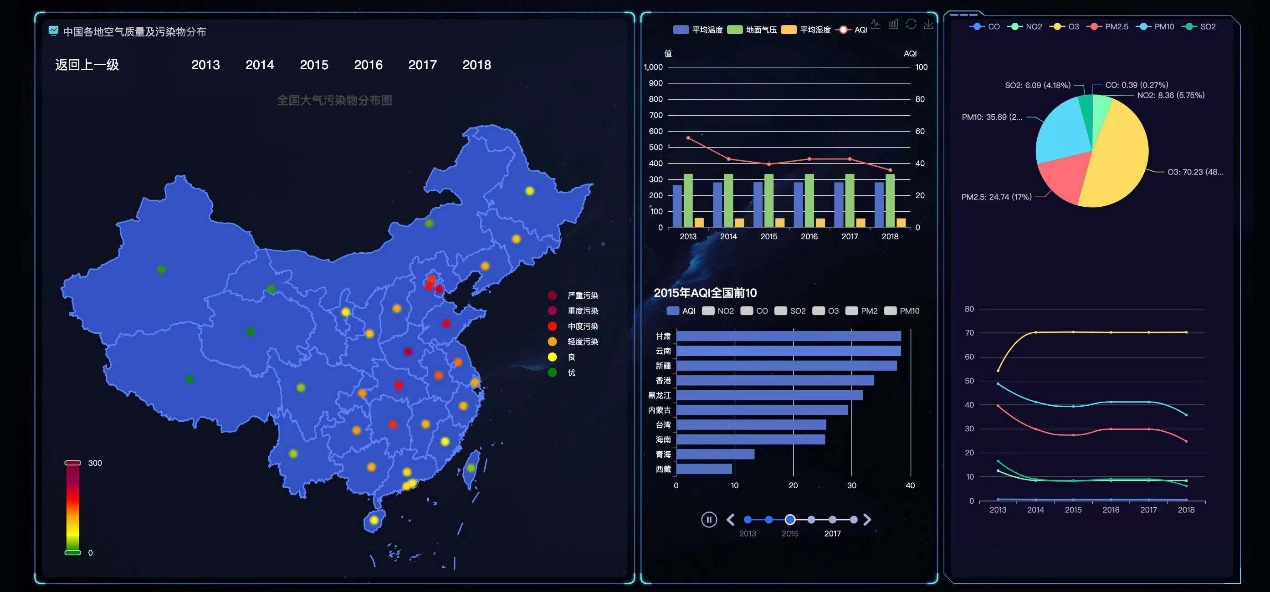 中国各地空气质量及污染物分布
返回上一级 2013 2014 2015 2016 2017 2018
全国大气污染物分布图
严重污染
重度污染
中度污染
轻度污染
良
优
300
0
平均温度 地面气压 平均湿度 AQI
值 AQI
1,000 100
900
800 80
700
600 60
500
400 40
300
200 20
100
0 0
2013 2014 2015 2016 2017 2018
2015年AQI全国前10
AQI NO2 CO SO2 O3 PM2 PM10
甘肃
云南
新疆
香港
黑龙江
内蒙古
台湾
海南
青海
西藏
0 10 20 30 40
2013 2015 2017
CO NO2 O3 PM2.5 PM10 SO2
SO2: 6.09 (4.18%) CO: 0.39 (0.27%)
NO2: 8.36 (5.75%)
PM10: 35.69 (2...
O3: 70.23 (48...
PM2.5: 24.74 (17%)
80
70
60
50
40
30
20
10
0
2013 2014 2015 2016 2017 2018